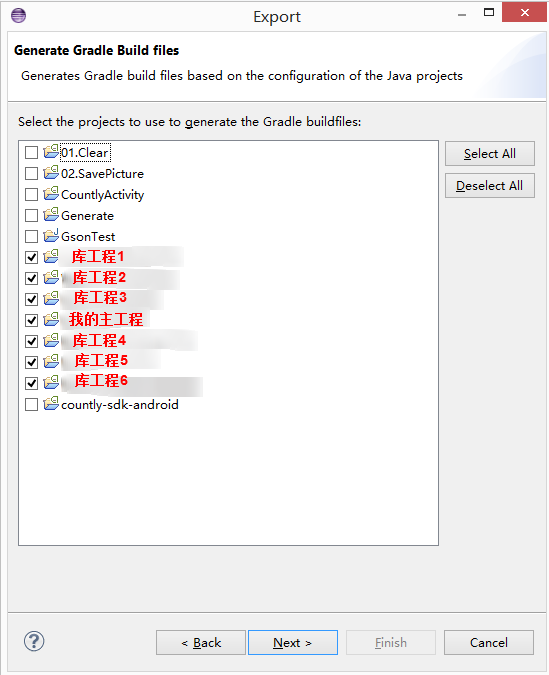 Export
Generate Gradle Build files
Generates Gradle build files based on the configuration of the Java projects
Select the projects to use to generate the Gradle buildfiles:
01.Clear
02.SavePicture
CountlyActivity
Generate
GsonTest
库工程1
库工程2
库工程3
我的主工程
库工程4
库工程5
库工程6
countly-sdk-android
Select All
Deselect All
?
< Back
Next >
Finish
Cancel